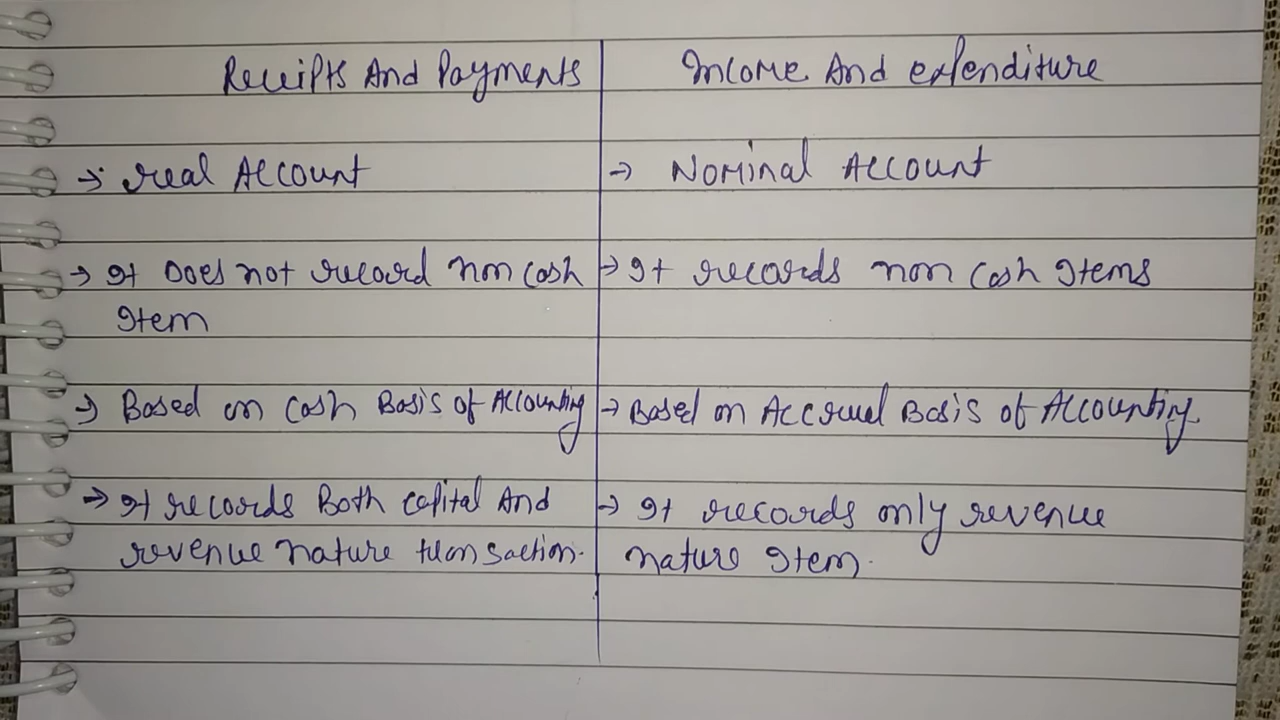 Receipts And Payments
Income And expenditure
→ real Account
→ Nominal Account
→ It Does not record non cash
Item
→ It records non cash Items
→ Based on cash Basis of Accounting
→ Based on Accrual Basis of Accounting.
→ It records Both capital And
revenue nature transaction.
→ It records only revenue
nature Item.